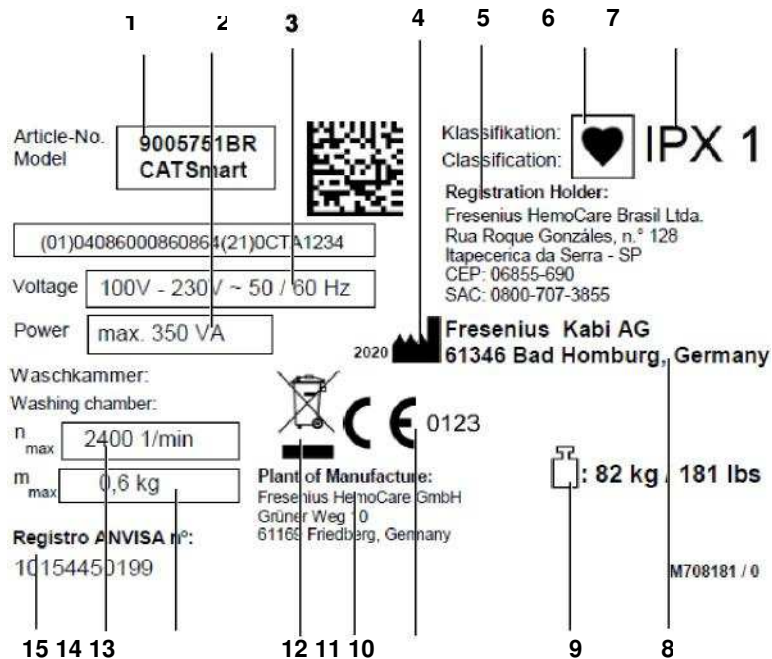 1 2 3 4 5 6 7
Article-No.
Model
9005751BR
CATSmart
Klassifikation:
Classification:
IPX 1
Registration Holder:
Fresenius HemoCare Brasil Ltda.
Rua Roque Gonzáles, n.° 128
Itapecerica da Serra - SP
CEP: 06855-690
SAC: 0800-707-3855
(01)04086000860864(21)0CTA1234
Voltage 100V - 230V ~ 50 / 60 Hz
Power max. 350 VA
2020
Fresenius Kabi AG
61346 Bad Homburg, Germany
Waschkammer:
Washing chamber:
n max 2400 1/min
m max 0,6 kg
CE 0123
Plant of Manufacture:
Fresenius HemoCare GmbH
Grüner Weg 10
61169 Friedberg, Germany
: 82 kg / 181 lbs
Registro ANVISA nº:
10154450199
M708181 / 0
15 14 13 12 11 10 9 8